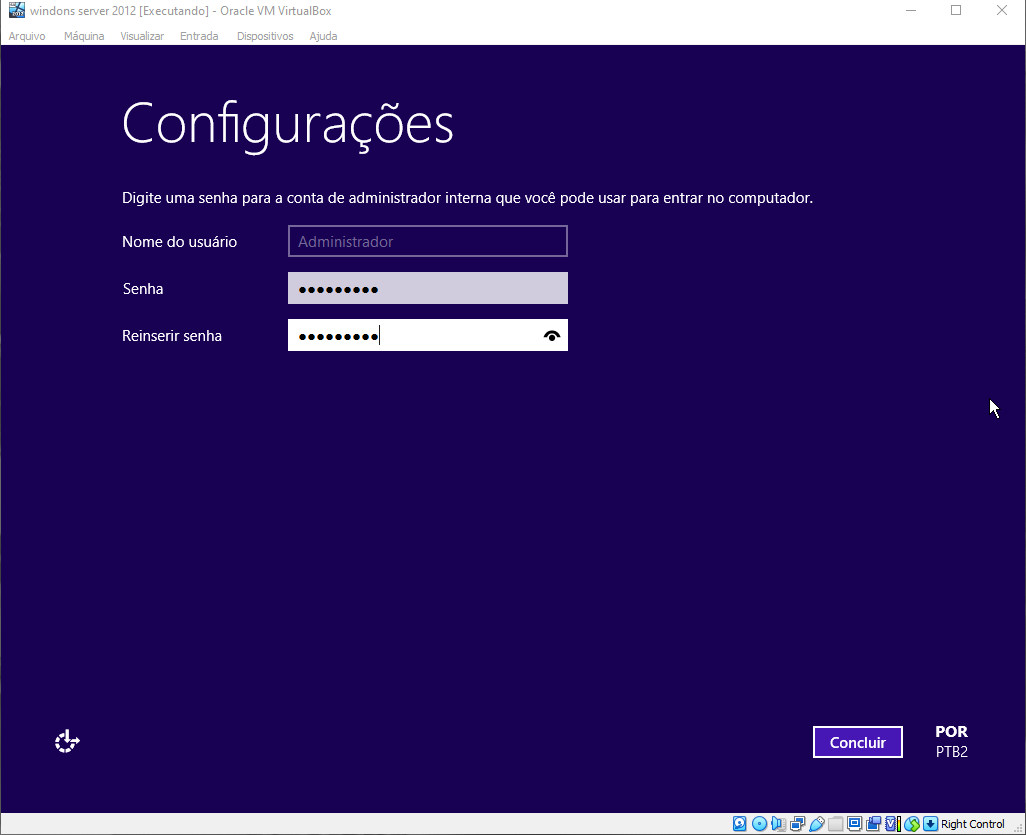 windons server 2012 [Executando] - Oracle VM VirtualBox
Arquivo Máquina Visualizar Entrada Dispositivos Ajuda
Configurações
Digite uma senha para a conta de administrador interna que você pode usar para entrar no computador.
Nome do usuário Administrador
Senha •••••••••
Reinserir senha •••••••••
Concluir
POR
PTB2
Right Control